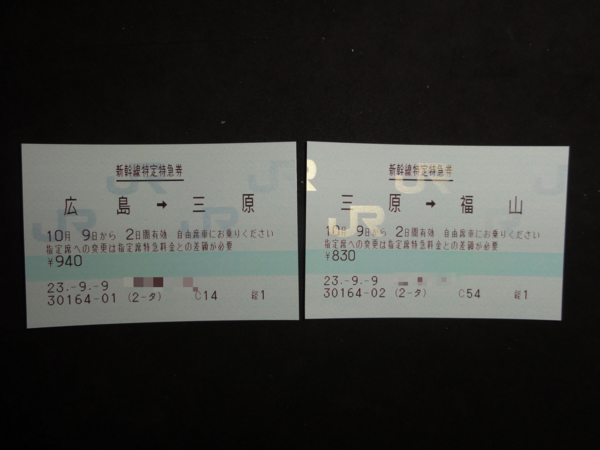 新幹線特定特急券
広島 → 三原
10月 9日から 2日間有効 自由席車にお乗りください
指定席への変更は指定席特急料金との差額が必要
¥940
23.-9.-9
30164-01 (2-タ) C14 総1
新幹線特定特急券
三原 → 福山
10月 9日から 2日間有効 自由席車にお乗りください
指定席への変更は指定席特急料金との差額が必要
¥830
23.-9.-9
30164-02 (2-タ) C54 総1